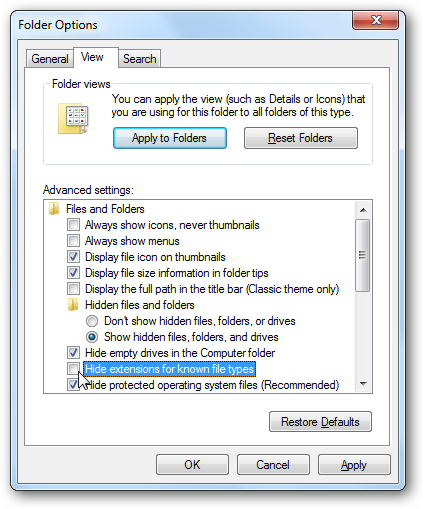 Folder Options
General View Search
Folder views
You can apply the view (such as Details or Icons) that
you are using for this folder to all folders of this type.
Apply to Folders Reset Folders
Advanced settings:
Files and Folders
Always show icons, never thumbnails
Always show menus
Display file icon on thumbnails
Display file size information in folder tips
Display the full path in the title bar (Classic theme only)
Hidden files and folders
Don't show hidden files, folders, or drives
Show hidden files, folders, and drives
Hide empty drives in the Computer folder
Hide extensions for known file types
Hide protected operating system files (Recommended)
Restore Defaults
OK Cancel Apply